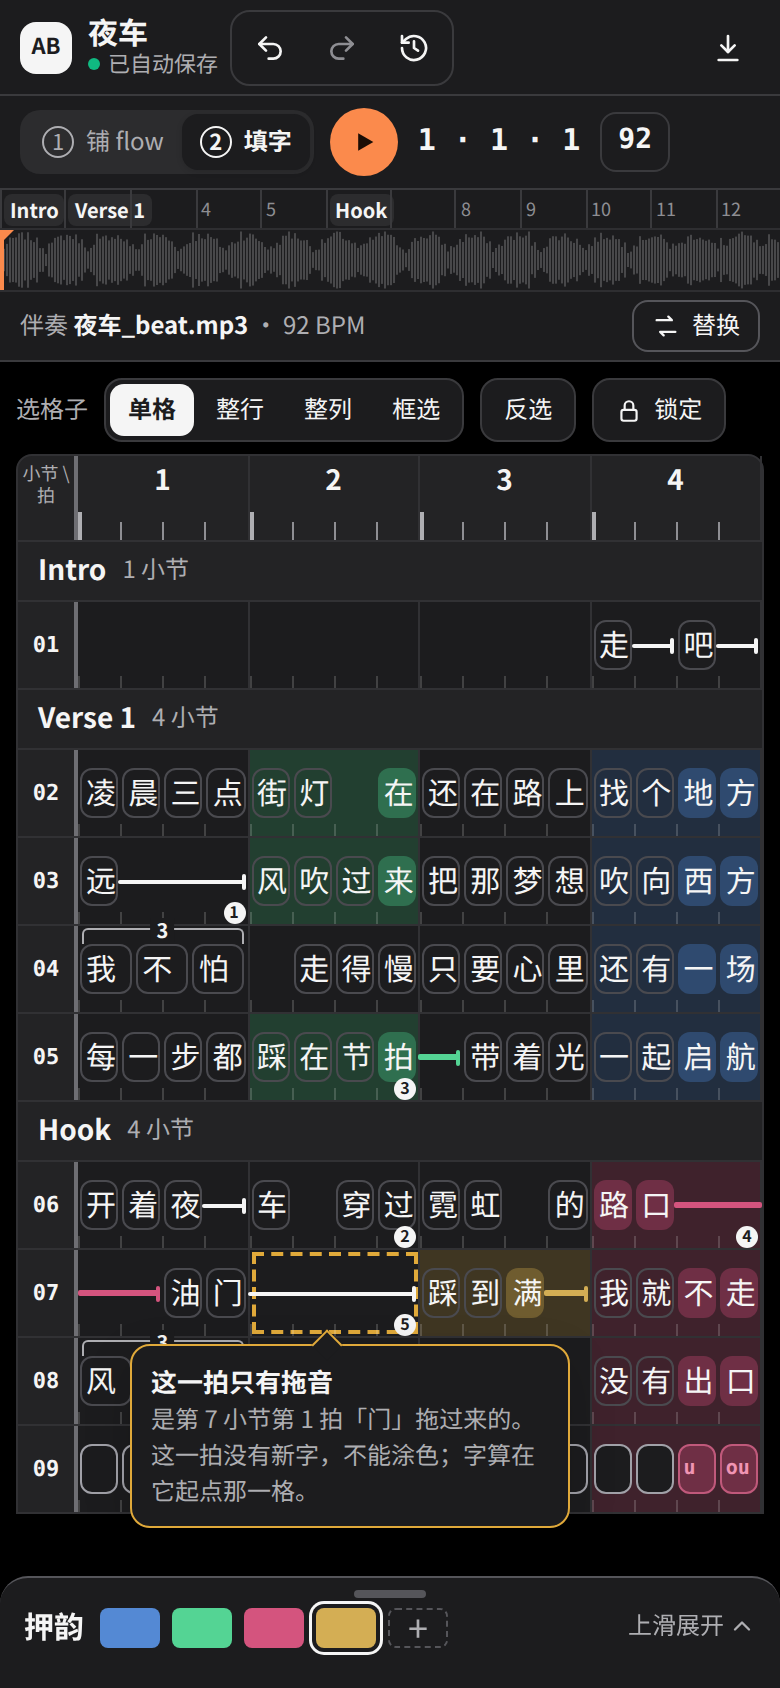 AB
夜车
已自动保存
1 铺 flow
2 填字
1 · 1 · 1
92
Intro Verse 1 4 5 Hook 8 9 10 11 12
伴奏 夜车_beat.mp3 · 92 BPM
替换
选格子 单格 整行 整列 框选 反选 锁定
小节 \ 拍 1 2 3 4
Intro 1 小节
01 走 吧
Verse 1 4 小节
02 凌 晨 三 点 街 灯 在 还 在 路 上 找 个 地 方
03 远 风 吹 过 来 把 那 梦 想 吹 向 西 方
1
3
04 我 不 怕 走 得 慢 只 要 心 里 还 有 一 场
05 每 一 步 都 踩 在 节 拍 带 着 光 一 起 启 航
3
Hook 4 小节
06 开 着 夜 车 穿 过 霓 虹 的 路 口
2 4
07 油 门 踩 到 满 我 就 不 走
5
3
08 风 没 有 出 口
这一拍只有拖音
是第 7 小节第 1 拍「门」拖过来的。
这一拍没有新字，不能涂色；字算在
它起点那一格。
09 u ou
押韵 + 上滑展开